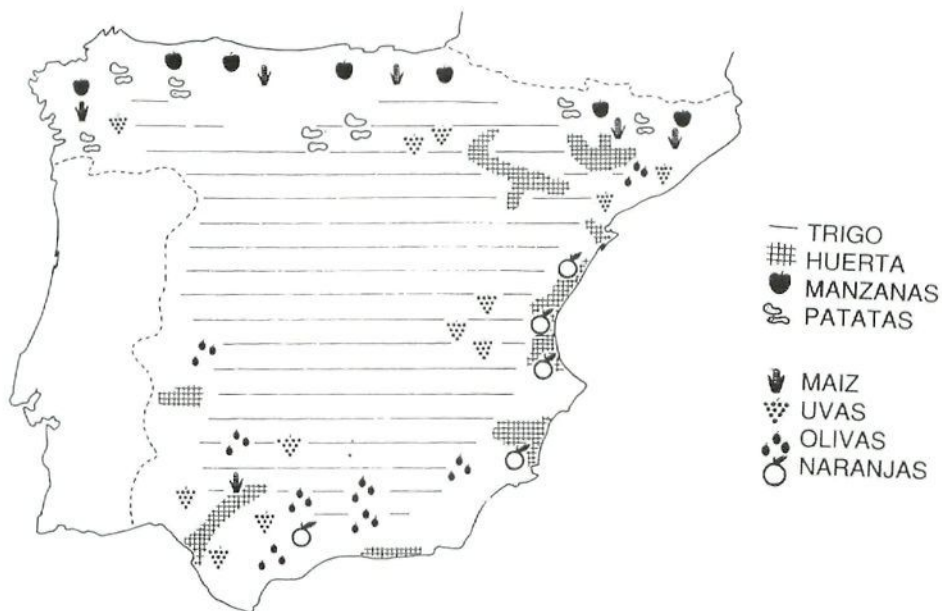 TRIGO
HUERTA
MANZANAS
PATATAS
MAIZ
UVAS
OLIVAS
NARANJAS